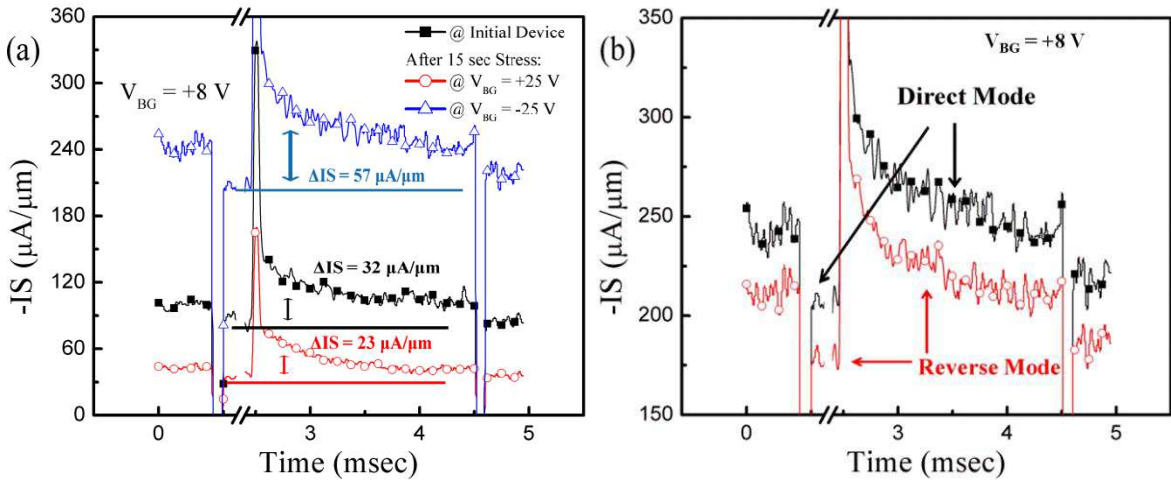 (a)
-IS (µA/µm)
360
300
240
180
120
60
0
V_BG = +8 V
@ Initial Device
After 15 sec Stress:
@ V_BG = +25 V
@ V_BG = -25 V
ΔIS = 57 µA/µm
ΔIS = 32 µA/µm
ΔIS = 23 µA/µm
0 3 4 5
Time (msec)
(b)
-IS (µA/µm)
350
300
250
200
150
V_BG = +8 V
Direct Mode
Reverse Mode
0 3 4 5
Time (msec)